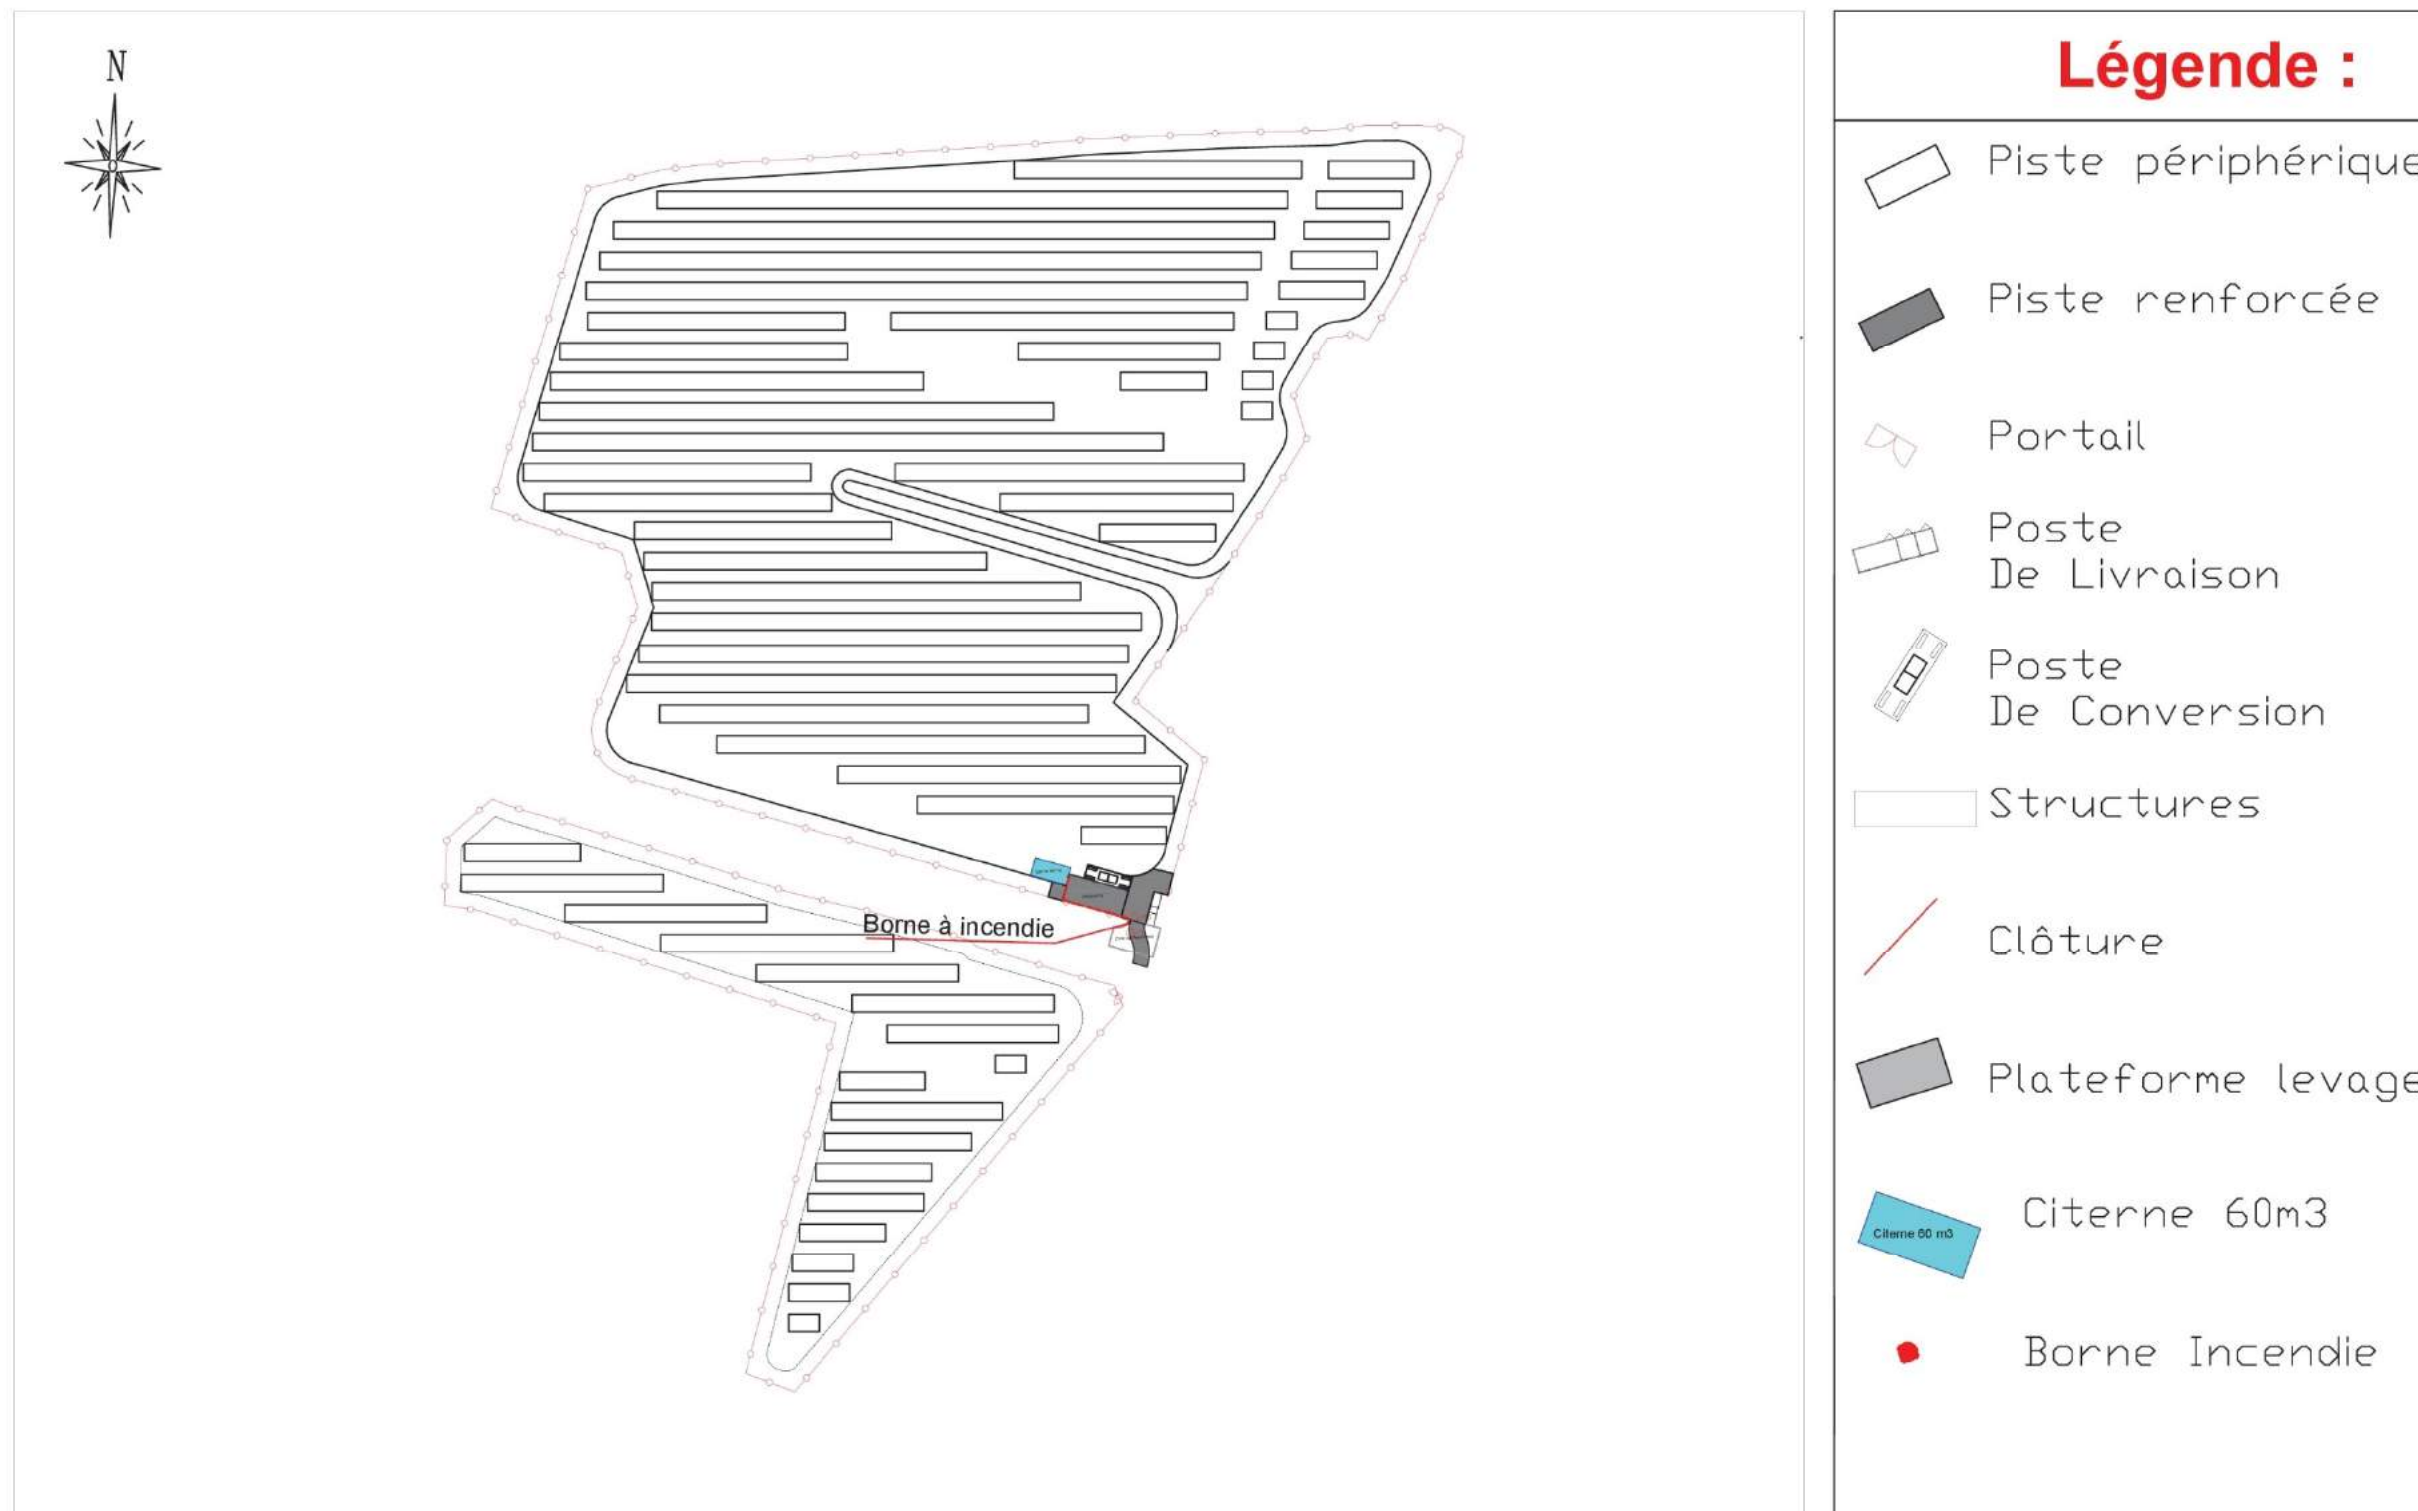 N
Légende :
Piste périphérique
Piste renforcée
Portail
Poste
De Livraison
Poste
De Conversion
Structures
Clôture
Plateforme levage
Citerne 60 m3
Citerne 60m3
Borne Incendie
Borne à incendie